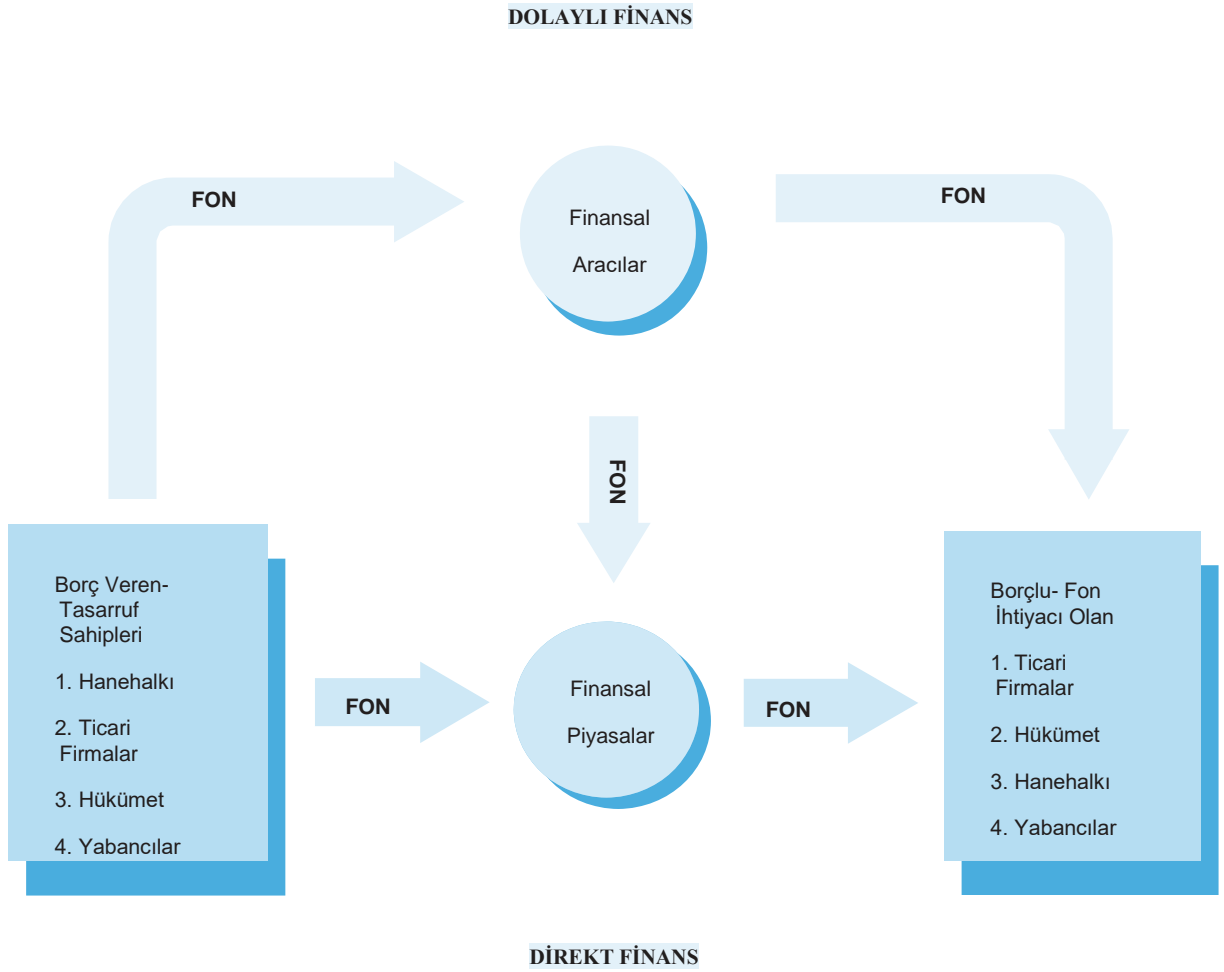 DOLAYLI FİNANS
FON
Finansal
Aracılar
FON
FON
Borç Veren-
Tasarruf
Sahipleri
1. Hanehalkı
2. Ticari
Firmalar
3. Hükümet
4. Yabancılar
FON
Finansal
Piyasalar
FON
Borçlu- Fon
İhtiyacı Olan
1. Ticari
Firmalar
2. Hükümet
3. Hanehalkı
4. Yabancılar
DİREKT FİNANS